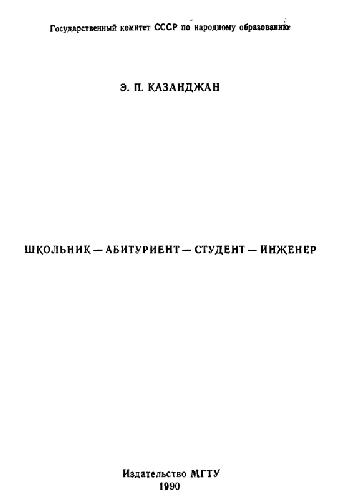 Государственный комитет СССР по народному образованию
Э. П. КАЗАНДЖАН
ШКОЛЬНИК — АБИТУРИЕНТ — СТУДЕНТ — ИНЖЕНЕР
Издательство МГТУ
1990